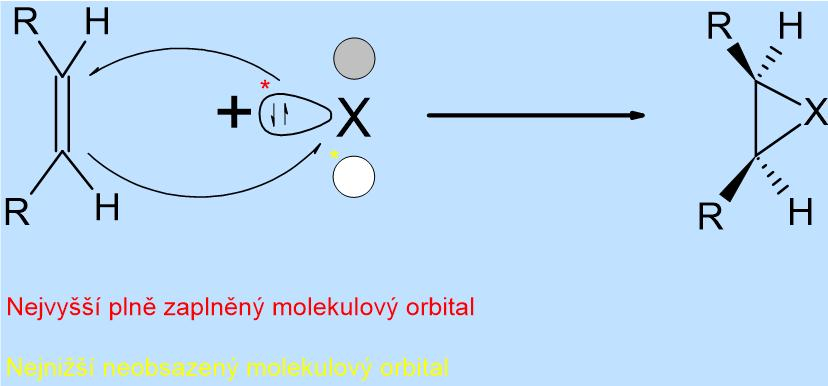 R H R H
+ * X *
R H R H
X
Nejvyšší plně zaplněný molekulový orbital
Nejnižší neobsazený molekulový orbital